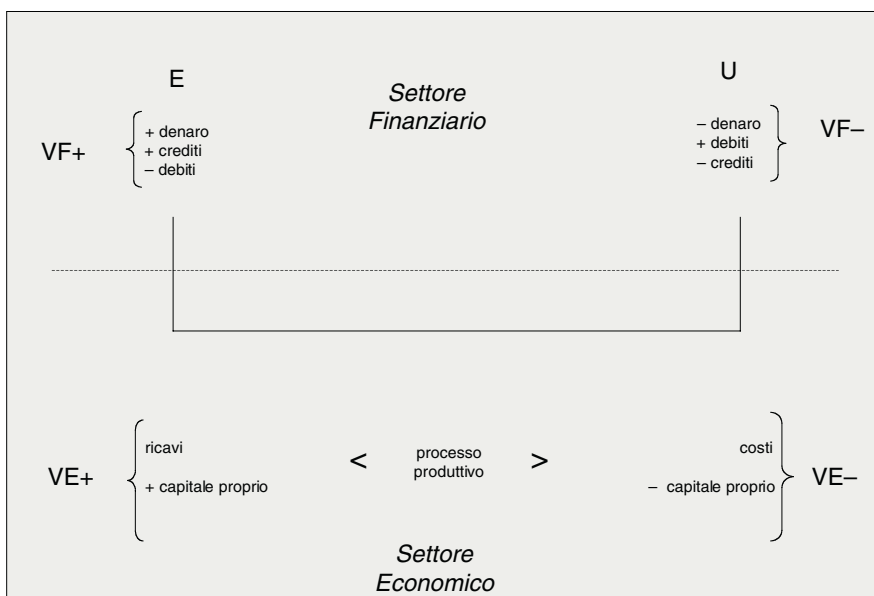 E
U
Settore
Finanziario
VF+
+ denaro
+ crediti
– debiti
– denaro
+ debiti
– crediti
VF–
VE+
ricavi
+ capitale proprio
<
processo
produttivo
>
costi
– capitale proprio
VE–
Settore
Economico